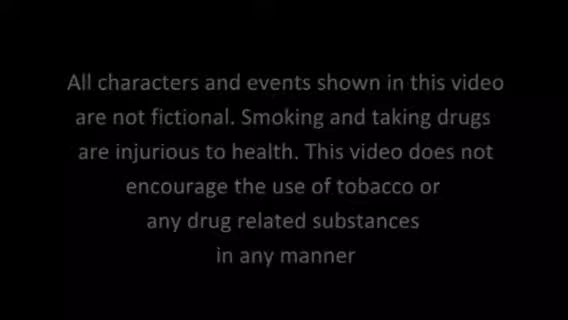 All characters and events shown in this video
are not fictional. Smoking and taking drugs
are injurious to health. This video does not
encourage the use of tobacco or
any drug related substances
in any manner